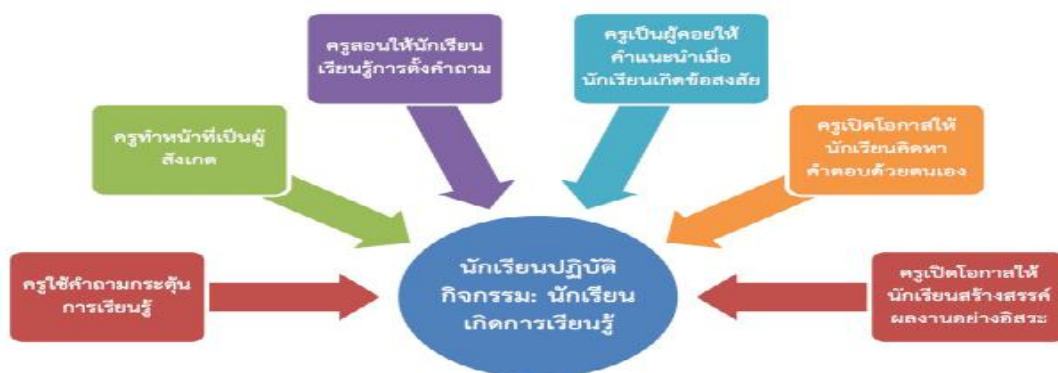 ครูสอนให้นักเรียน
เรียนรู้การตั้งคำถาม
ครูเป็นผู้คอยให้
คำแนะนำเมื่อ
นักเรียนเกิดข้อสงสัย
ครูทำหน้าที่เป็นผู้
สังเกต
ครูเปิดโอกาสให้
นักเรียนคิดหา
คำตอบด้วยตนเอง
ครูใช้คำถามกระตุ้น
การเรียนรู้
นักเรียนปฏิบัติ
กิจกรรม: นักเรียน
เกิดการเรียนรู้
ครูเปิดโอกาสให้
นักเรียนสร้างสรรค์
ผลงานอย่างอิสระ